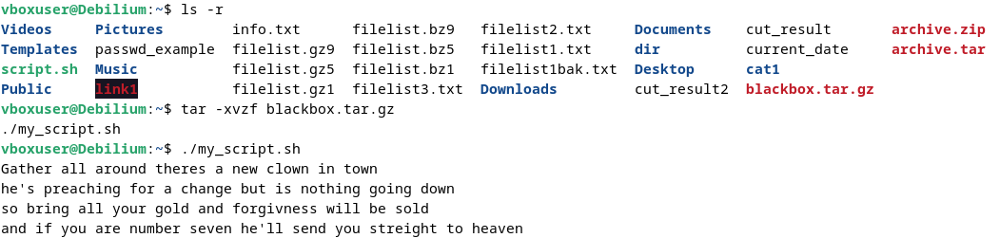 vboxuser@Debilium:~$ ls -r
Videos Pictures info.txt filelist.bz9 filelist2.txt Documents cut_result archive.zip
Templates passwd_example filelist.gz9 filelist.bz5 filelist1.txt dir current_date archive.tar
script.sh Music filelist.gz5 filelist.bz1 filelist1bak.txt Desktop cat1
Public link1 filelist.gz1 filelist3.txt Downloads cut_result2 blackbox.tar.gz
vboxuser@Debilium:~$ tar -xvzf blackbox.tar.gz
./my_script.sh
vboxuser@Debilium:~$ ./my_script.sh
Gather all around theres a new clown in town
he's preaching for a change but is nothing going down
so bring all your gold and forgivness will be sold
and if you are number seven he'll send you streight to heaven